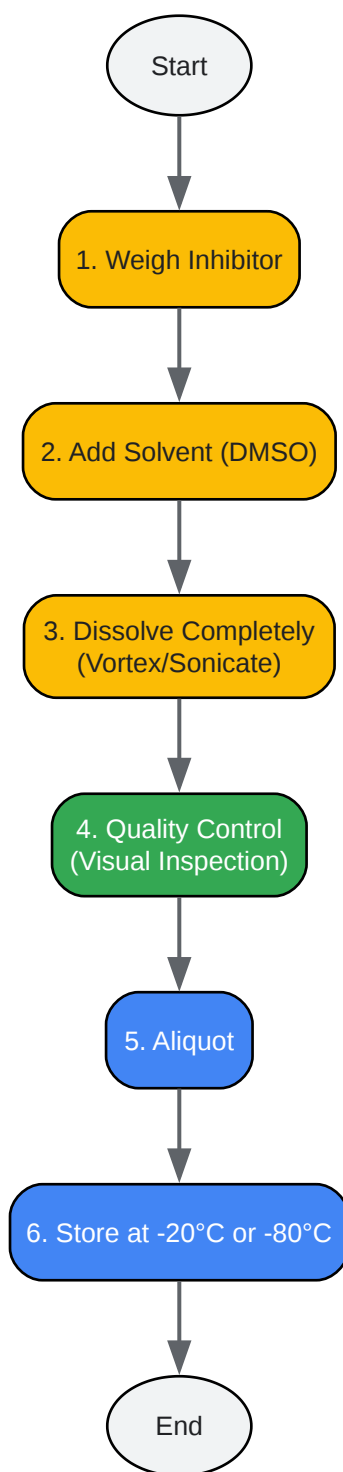 Start
1. Weigh Inhibitor
2. Add Solvent (DMSO)
3. Dissolve Completely
(Vortex/Sonicate)
4. Quality Control
(Visual Inspection)
5. Aliquot
6. Store at -20°C or -80°C
End